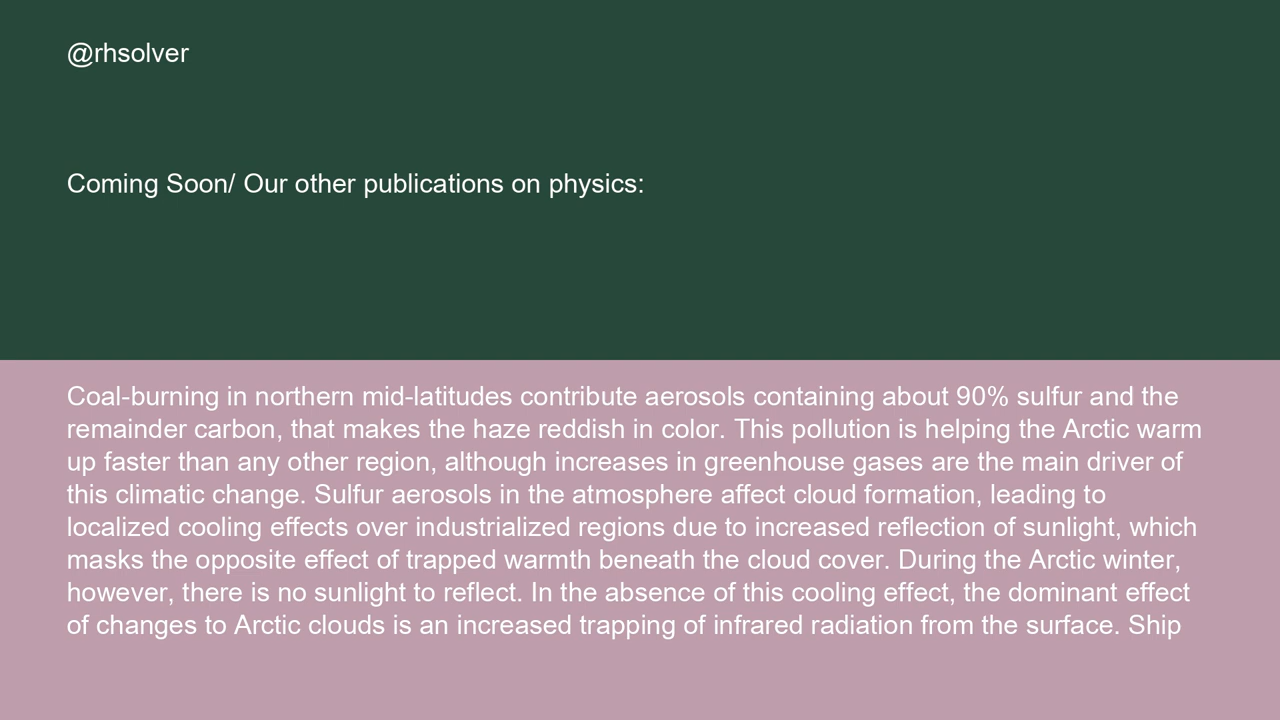 @rhsolver
Coming Soon/ Our other publications on physics:
Coal-burning in northern mid-latitudes contribute aerosols containing about 90% sulfur and the
remainder carbon, that makes the haze reddish in color. This pollution is helping the Arctic warm
up faster than any other region, although increases in greenhouse gases are the main driver of
this climatic change. Sulfur aerosols in the atmosphere affect cloud formation, leading to
localized cooling effects over industrialized regions due to increased reflection of sunlight, which
masks the opposite effect of trapped warmth beneath the cloud cover. During the Arctic winter,
however, there is no sunlight to reflect. In the absence of this cooling effect, the dominant effect
of changes to Arctic clouds is an increased trapping of infrared radiation from the surface. Ship